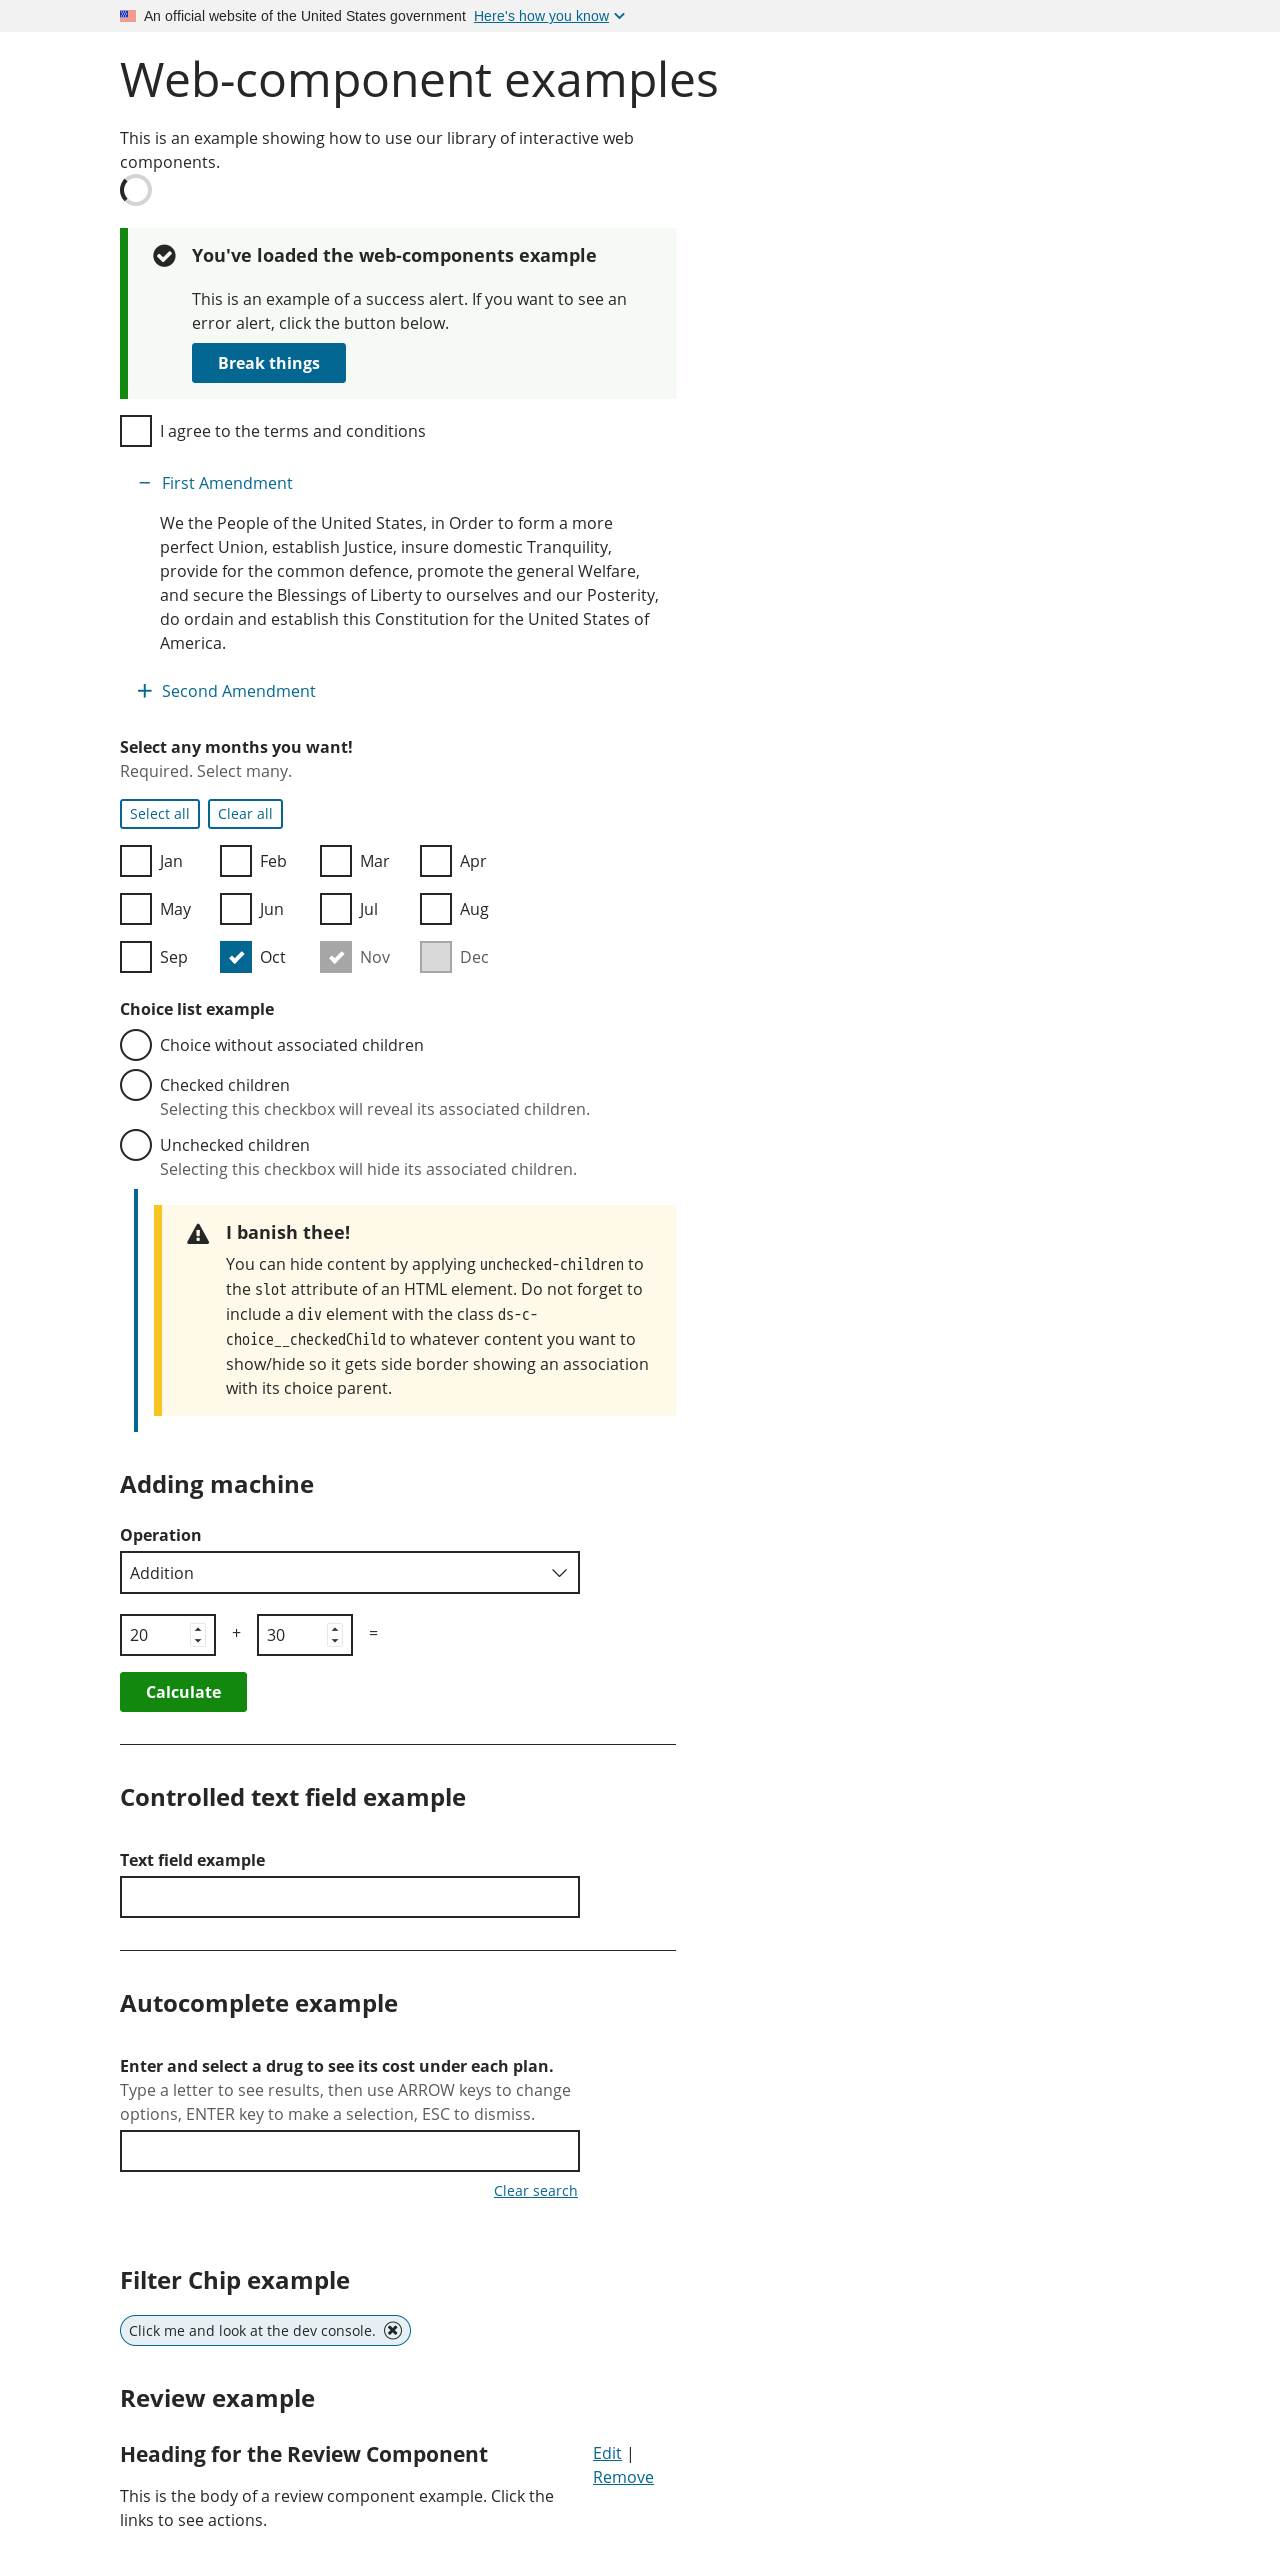 An official website of the United States government Here's how you know
Web-component examples
This is an example showing how to use our library of interactive web
components.
You've loaded the web-components example
This is an example of a success alert. If you want to see an
error alert, click the button below.
Break things
I agree to the terms and conditions
First Amendment
We the People of the United States, in Order to form a more
perfect Union, establish Justice, insure domestic Tranquility,
provide for the common defence, promote the general Welfare,
and secure the Blessings of Liberty to ourselves and our Posterity,
do ordain and establish this Constitution for the United States of
America.
Second Amendment
Select any months you want!
Required. Select many.
Select all Clear all
Jan Feb Mar Apr
May Jun Jul Aug
Sep Oct Nov Dec
Choice list example
Choice without associated children
Checked children
Selecting this checkbox will reveal its associated children.
Unchecked children
Selecting this checkbox will hide its associated children.
I banish thee!
You can hide content by applying unchecked-children to
the slot attribute of an HTML element. Do not forget to
include a div element with the class ds-c-
choice__checkedChild to whatever content you want to
show/hide so it gets side border showing an association
with its choice parent.
Adding machine
Operation
Addition
20 + 30 =
Calculate
Controlled text field example
Text field example
Autocomplete example
Enter and select a drug to see its cost under each plan.
Type a letter to see results, then use ARROW keys to change
options, ENTER key to make a selection, ESC to dismiss.
Clear search
Filter Chip example
Click me and look at the dev console.
Review example
Heading for the Review Component
Edit |
Remove
This is the body of a review component example. Click the
links to see actions.